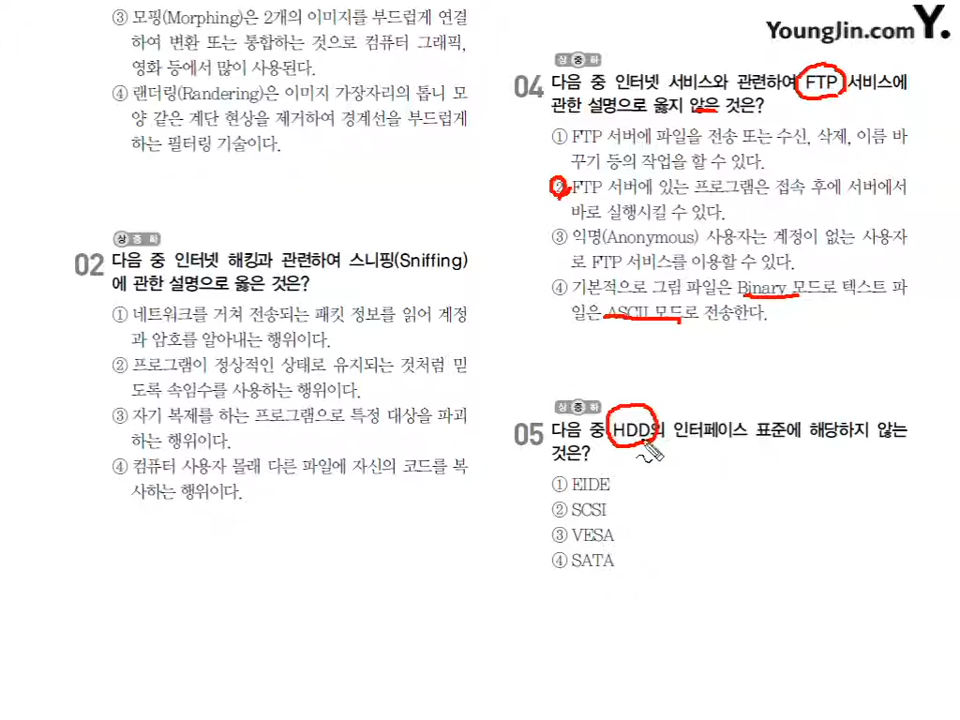 ③ 모핑(Morphing)은 2개의 이미지를 부드럽게 연결
하여 변환 또는 통합하는 것으로 컴퓨터 그래픽,
영화 등에서 많이 사용된다.
④ 랜더링(Randering)은 이미지 가장자리의 톱니 모
양 같은 계단 현상을 제거하여 경계선을 부드럽게
하는 필터링 기술이다.
상 중 하
02 다음 중 인터넷 해킹과 관련하여 스니핑(Sniffing)
에 관한 설명으로 옳은 것은?
① 네트워크를 거쳐 전송되는 패킷 정보를 읽어 계정
과 암호를 알아내는 행위이다.
② 프로그램이 정상적인 상태로 유지되는 것처럼 믿
도록 속임수를 사용하는 행위이다.
③ 자기 복제를 하는 프로그램으로 특정 대상을 파괴
하는 행위이다.
④ 컴퓨터 사용자 몰래 다른 파일에 자신의 코드를 복
사하는 행위이다.
YoungJin.com Y.
상 중 하
04 다음 중 인터넷 서비스와 관련하여 FTP 서비스에
관한 설명으로 옳지 않은 것은?
① FTP 서버에 파일을 전송 또는 수신, 삭제, 이름 바
꾸기 등의 작업을 할 수 있다.
② FTP 서버에 있는 프로그램은 접속 후에 서버에서
바로 실행시킬 수 있다.
③ 익명(Anonymous) 사용자는 계정이 없는 사용자
로 FTP 서비스를 이용할 수 있다.
④ 기본적으로 그림 파일은 Binary 모드로 텍스트 파
일은 ASCII 모드로 전송한다.
상 중 하
05 다음 중 HDD의 인터페이스 표준에 해당하지 않는
것은?
① EIDE
② SCSI
③ VESA
④ SATA